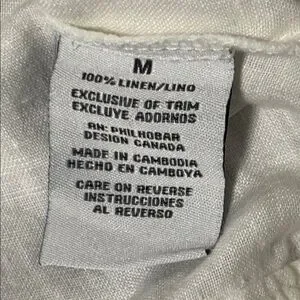 M
100% LINEN/LINO
EXCLUSIVE OF TRIM
EXCLUYE ADORNOS
RN: PHILHOBAR
DESIGN CANADA
MADE IN CAMBODIA
HECHO EN CAMBOYA
CARE ON REVERSE
INSTRUCCIONES
AL REVERSO